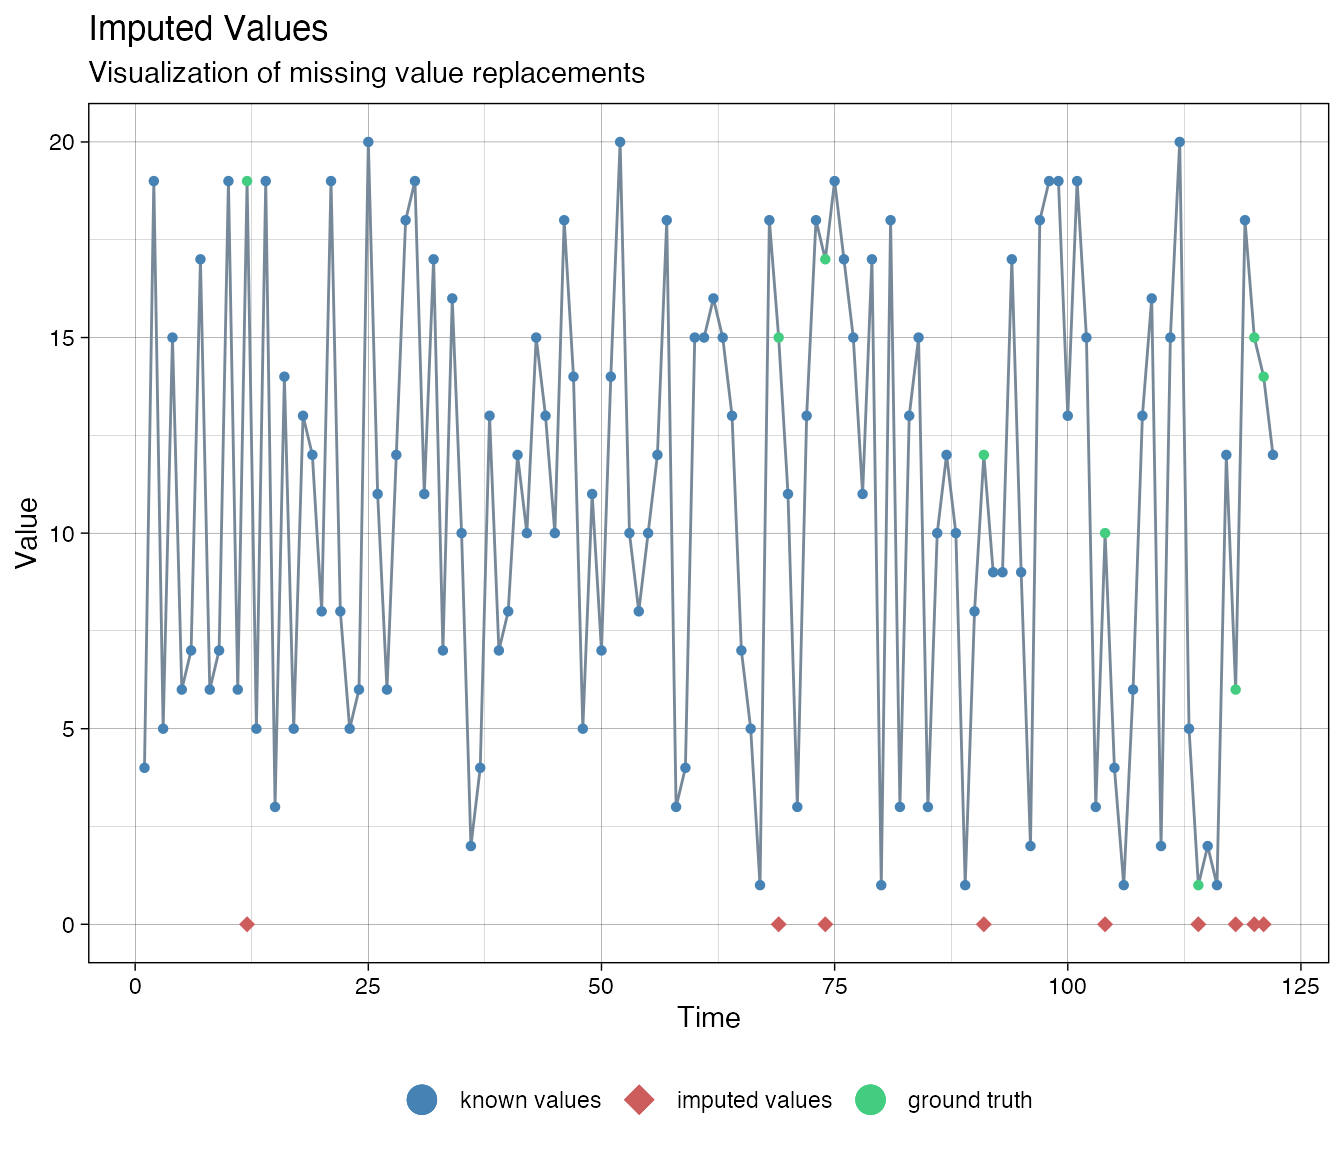 Imputed Values
Visualization of missing value replacements
20
15
10
5
0
Value
0 25 50 75 100 125
Time
known values imputed values ground truth